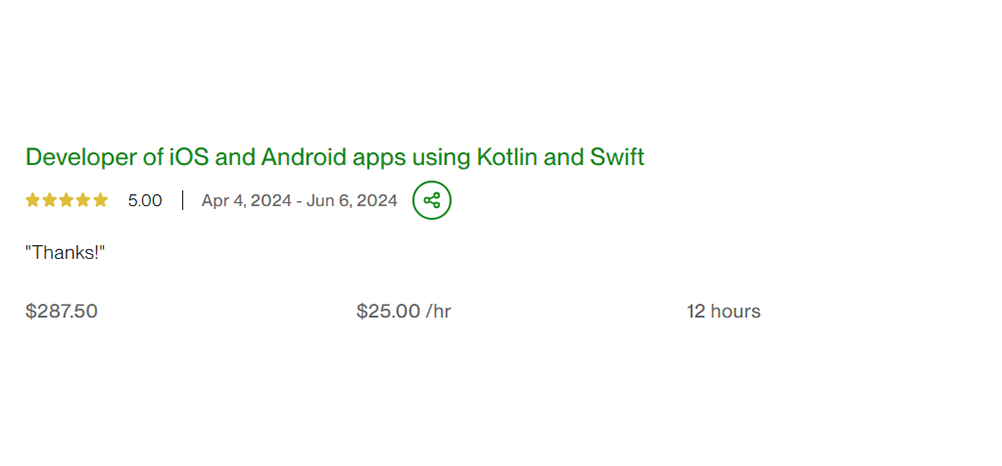 Developer of iOS and Android apps using Kotlin and Swift
5.00 | Apr 4, 2024 - Jun 6, 2024
"Thanks!"
$287.50 $25.00 /hr 12 hours